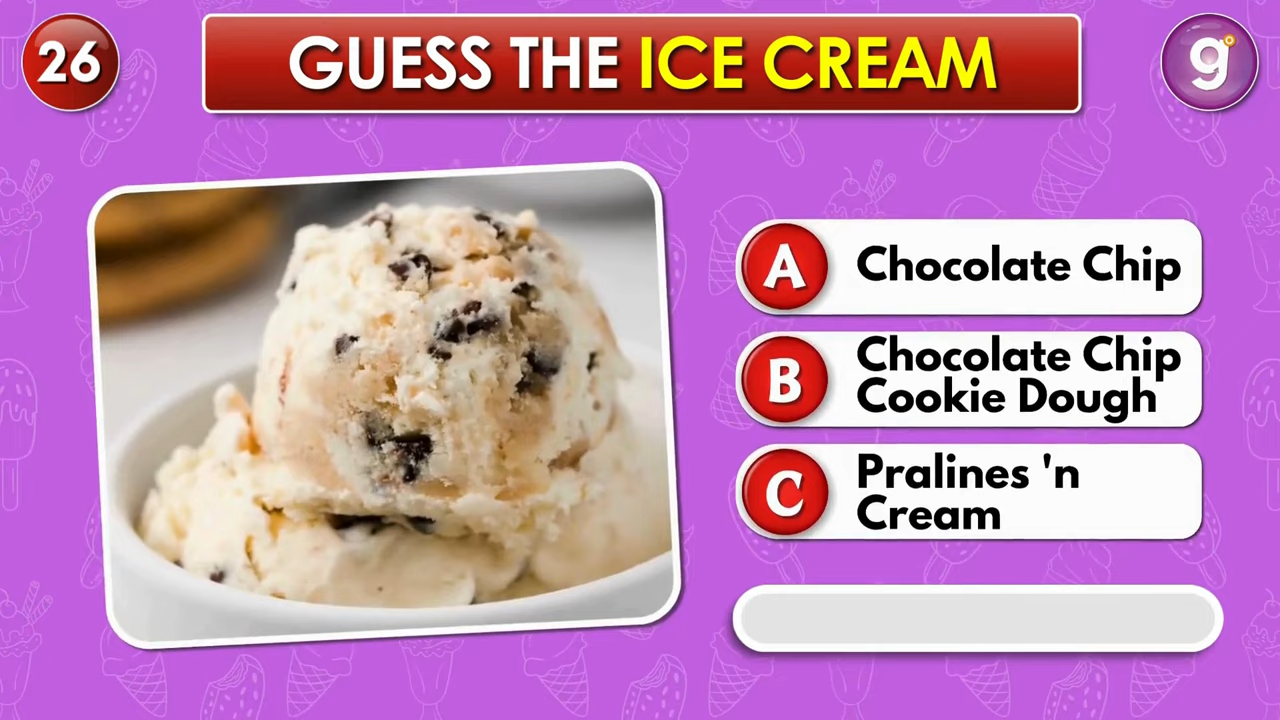 26
GUESS THE ICE CREAM
g
A
Chocolate Chip
B
Chocolate Chip
Cookie Dough
C
Pralines 'n
Cream